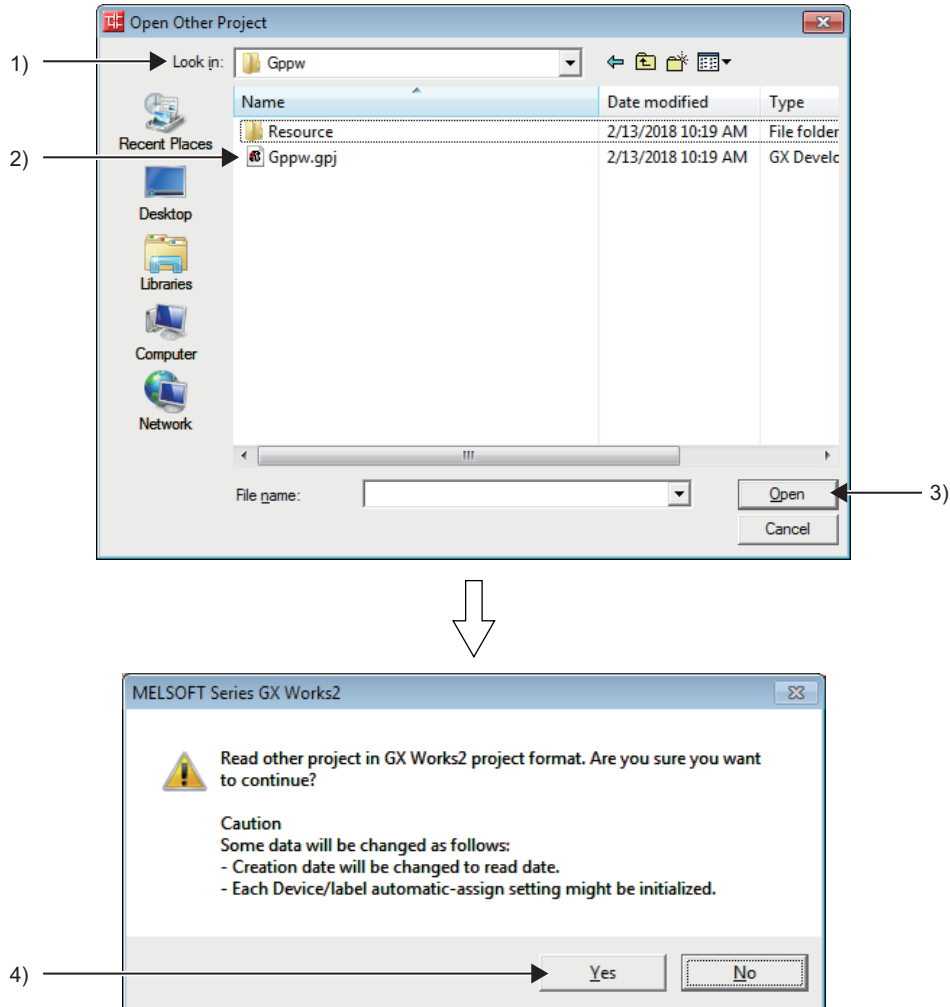 Open Other Project
1)
Look in:
Gppw
Name
Date modified
Type
Recent Places
Resource
2/13/2018 10:19 AM
File folder
2)
Gppw.gpj
2/13/2018 10:19 AM
GX Develc
Desktop
Libraries
Computer
Network
File name:
Open
3)
Cancel
MELSOFT Series GX Works2
Read other project in GX Works2 project format. Are you sure you want
to continue?
Caution
Some data will be changed as follows:
- Creation date will be changed to read date.
- Each Device/label automatic-assign setting might be initialized.
4)
Yes
No